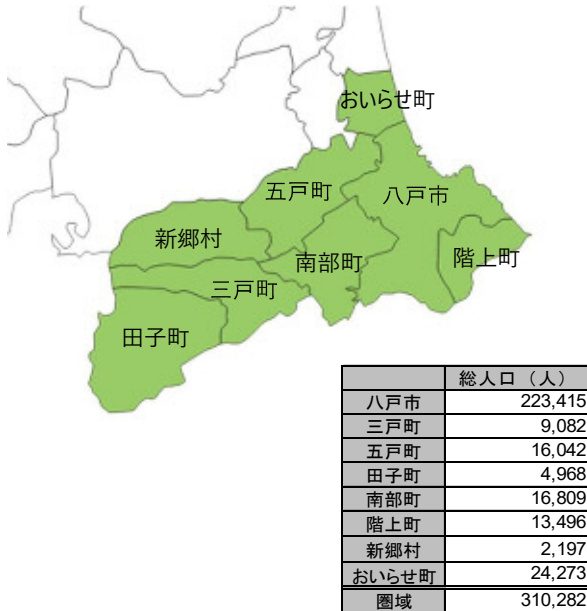 おいらせ町
五戸町
八戸市
新郷村
南部町
階上町
三戸町
田子町
総人口（人）
八戸市 223,415
三戸町 9,082
五戸町 16,042
田子町 4,968
南部町 16,809
階上町 13,496
新郷村 2,197
おいらせ町 24,273
圏域 310,282